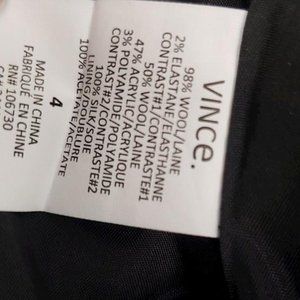 VINCE.
98% WOOL/LAINE
2% ELASTANE/ELASTHANNE
CONTRAST#1/CONTRASTE#1
50% WOOL/LAINE
47% ACRYLIC/ACRYLIQUE
3% POLYAMIDE/POLYAMIDE
CONTRAST#2/CONTRASTE#2
100% SILK/SOIE
LINING/DOUBLURE
100% ACETATE/ACETATE
4
MADE IN CHINA
FABRIQUE EN CHINE
RN# 106730